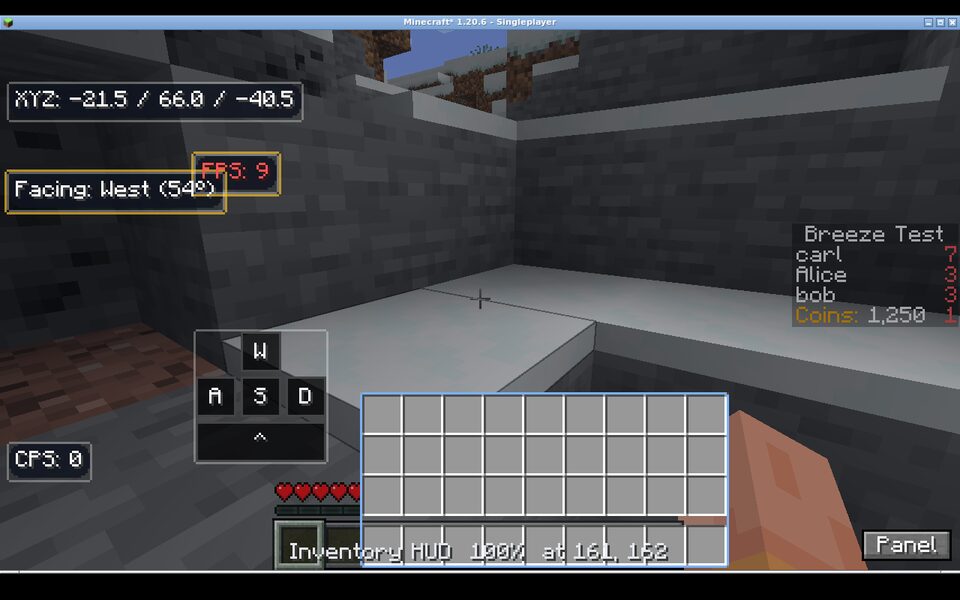 Minecraft* 1.20.6 - Singleplayer
XYZ: -21.5 / 66.0 / -40.5
FPS: 9
Facing: West (54º)
Breeze Test
carl 7
Alice 3
bob 3
Coins: 1,250 1
W
A S D
^
CPS: 0
Inventory HUD 100% at 161, 162
Panel